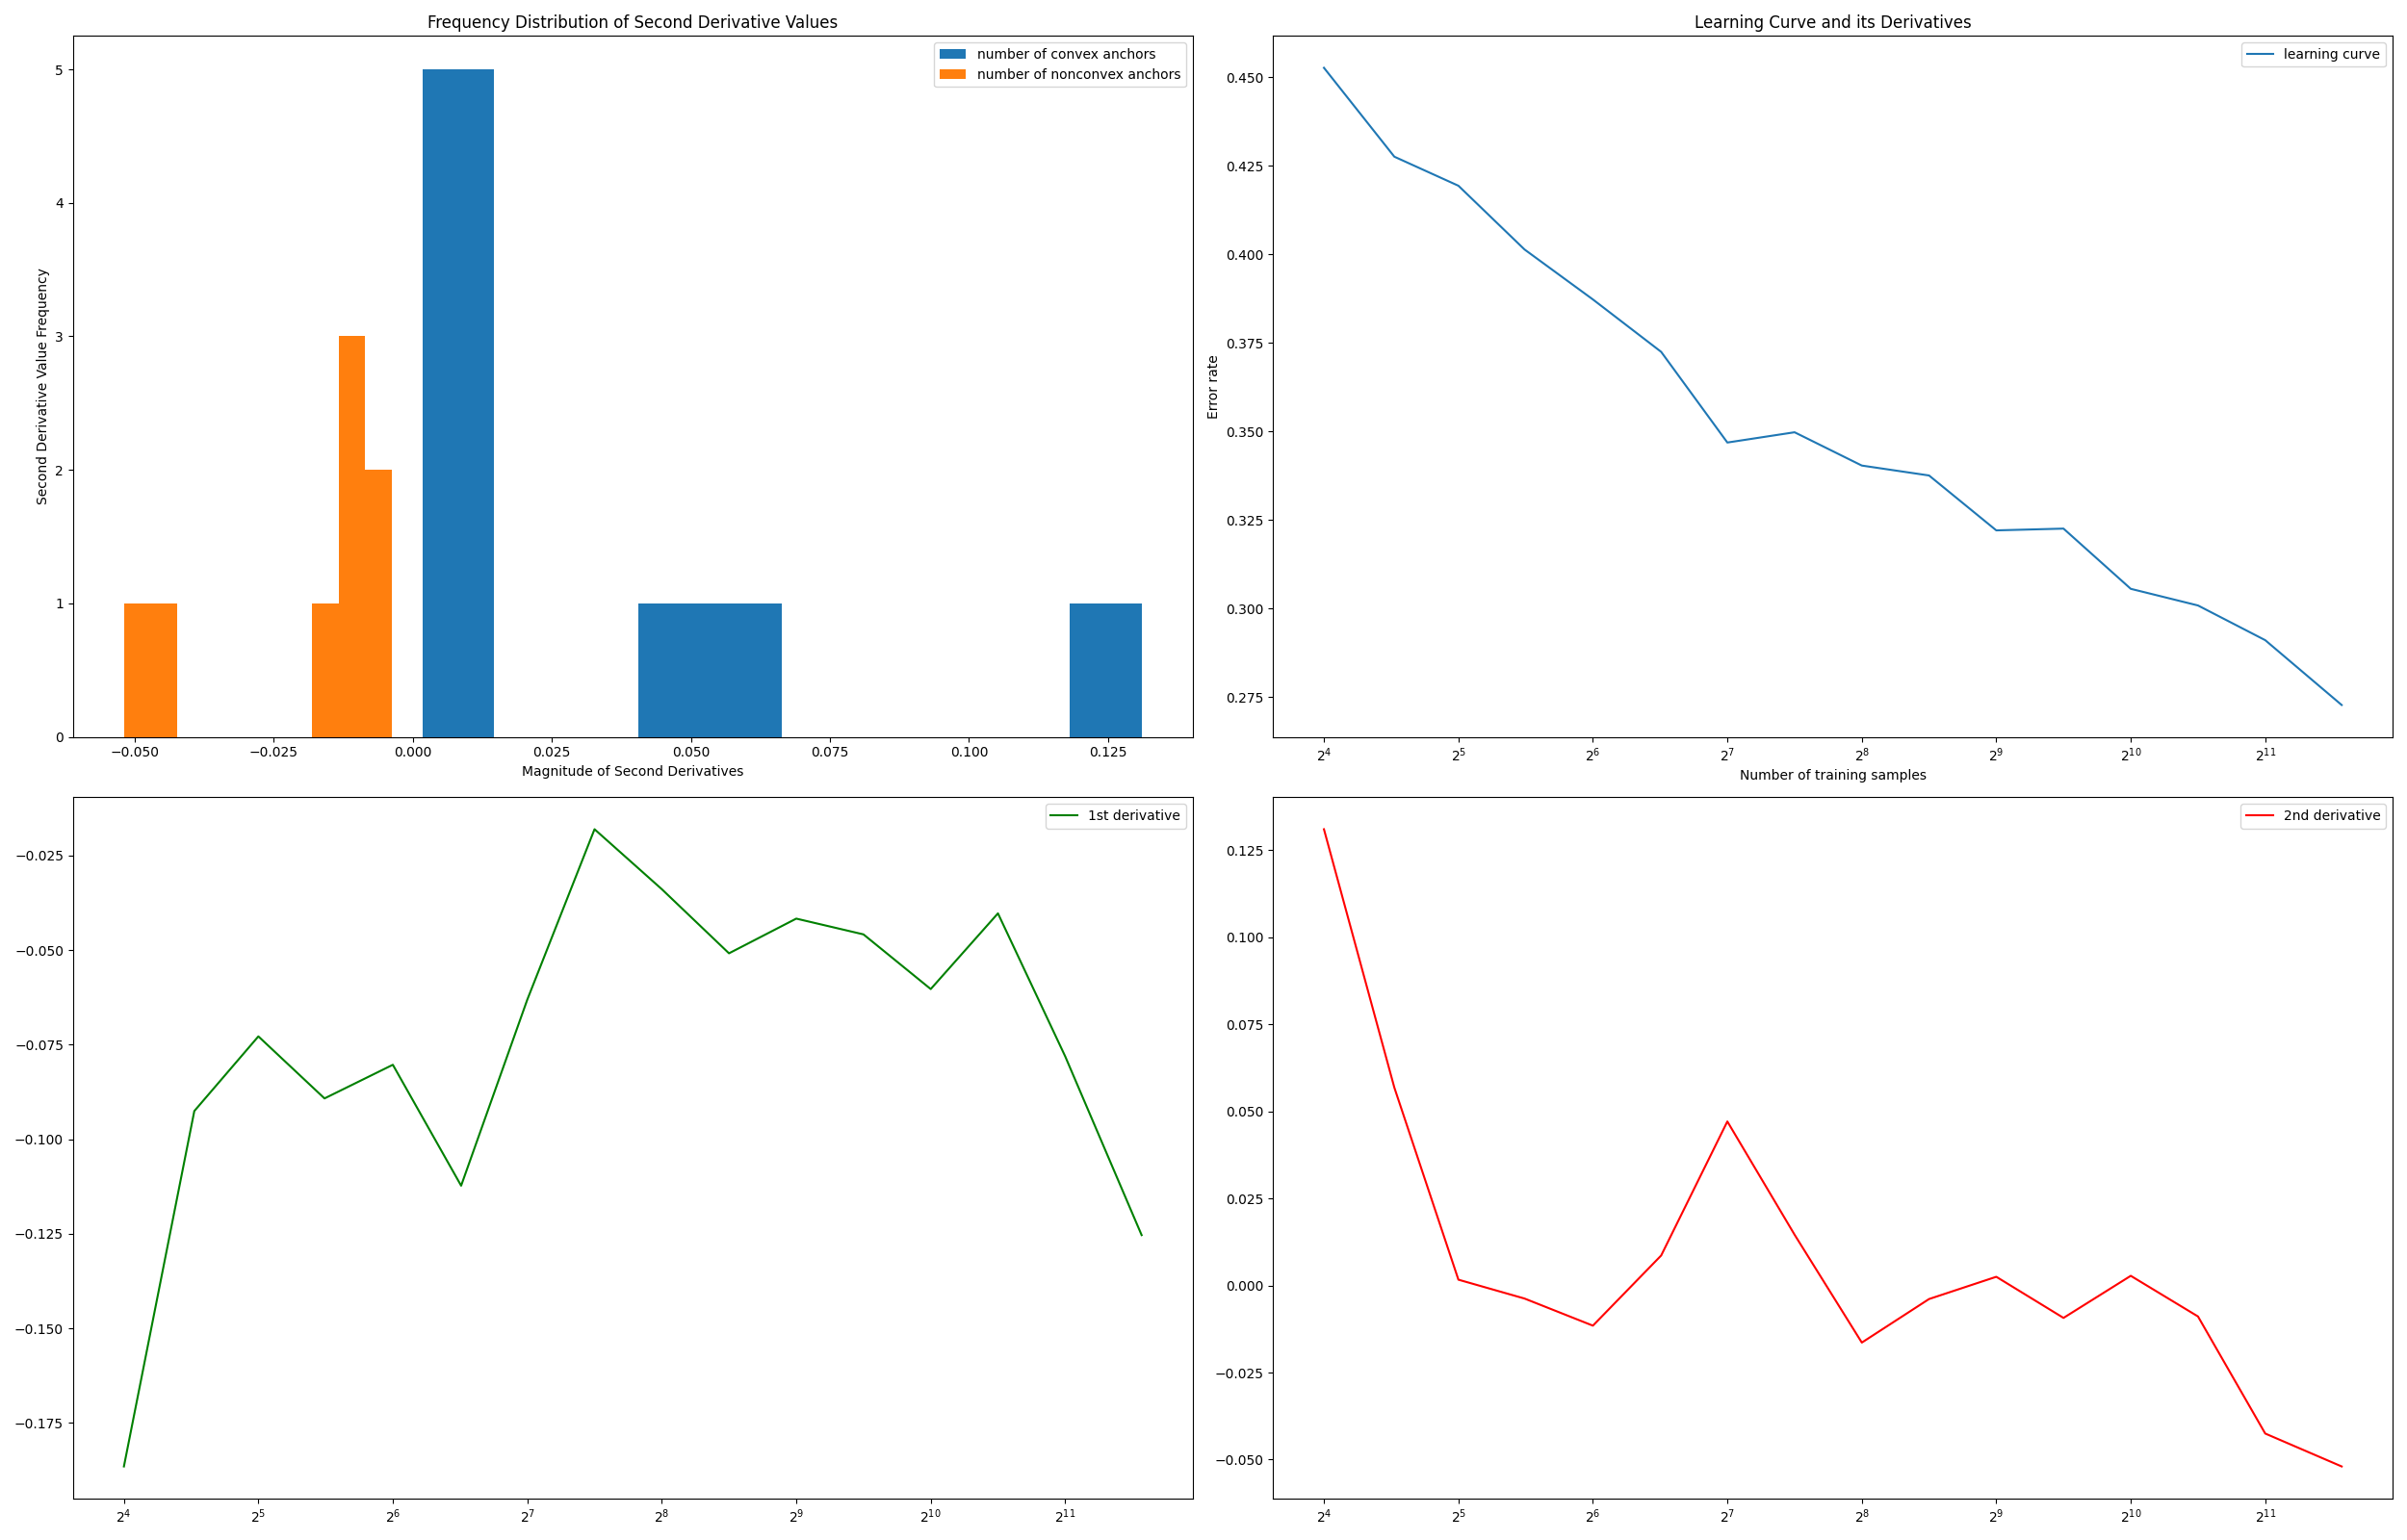 Frequency Distribution of Second Derivative Values
number of convex anchors
number of nonconvex anchors
5
4
3
2
1
0
Second Derivative Value Frequency
−0.050 −0.025 0.000 0.025 0.050 0.075 0.100 0.125
Magnitude of Second Derivatives
Learning Curve and its Derivatives
learning curve
0.450
0.425
0.400
0.375
0.350
0.325
0.300
0.275
Error rate
2⁴ 2⁵ 2⁶ 2⁷ 2⁸ 2⁹ 2¹⁰ 2¹¹
Number of training samples
1st derivative
−0.025
−0.050
−0.075
−0.100
−0.125
−0.150
−0.175
2⁴ 2⁵ 2⁶ 2⁷ 2⁸ 2⁹ 2¹⁰ 2¹¹
2nd derivative
0.125
0.100
0.075
0.050
0.025
0.000
−0.025
−0.050
2⁴ 2⁵ 2⁶ 2⁷ 2⁸ 2⁹ 2¹⁰ 2¹¹